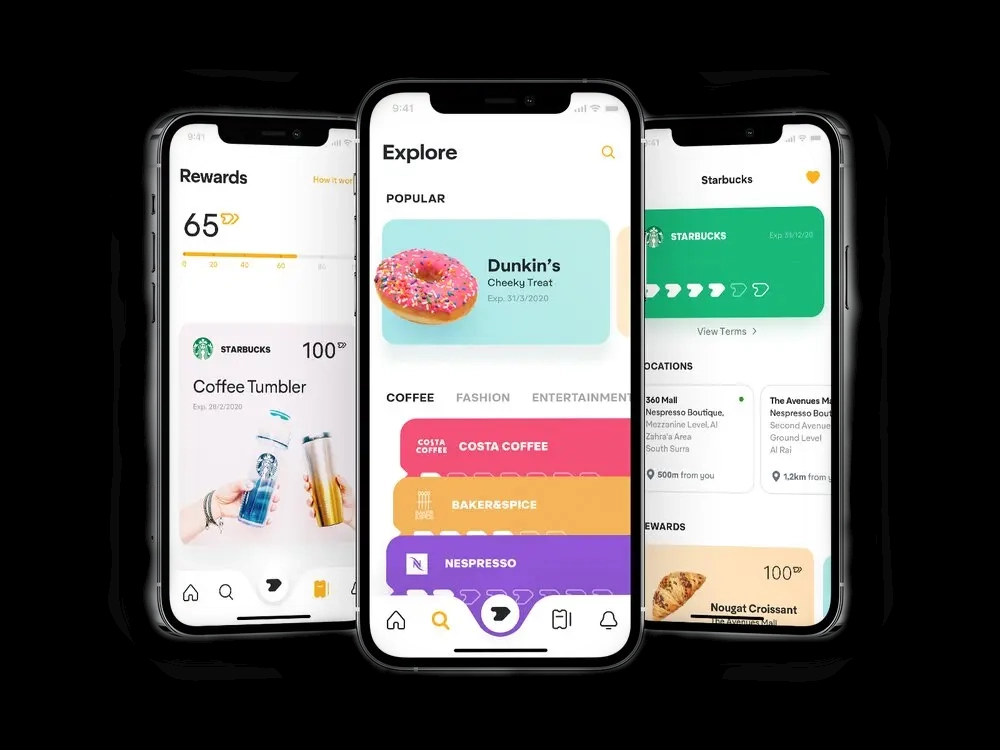 9:41
Rewards
How it wor
65
0 20 40 60 80
STARBUCKS
100
Coffee Tumbler
Exp. 28/2/2020
9:41
Explore
POPULAR
Dunkin's
Cheeky Treat
Exp. 31/3/2020
COFFEE FASHION ENTERTAINMENT
COSTA
COFFEE
COSTA COFFEE
BAKER&SPICE
N
NESPRESSO
9:41
Starbucks
STARBUCKS
Exp. 31/12/20
View Terms >
OCATIONS
360 Mall
Nespresso Boutique,
Mezzanine Level, Al
Zahra'a Area
South Surra
500m from you
The Avenues Ma
Nespresso Bout
Second Avenue
Ground Level
Al Rai
1,2km from y
EWARDS
100
Nougat Croissant
The Avenues Mall